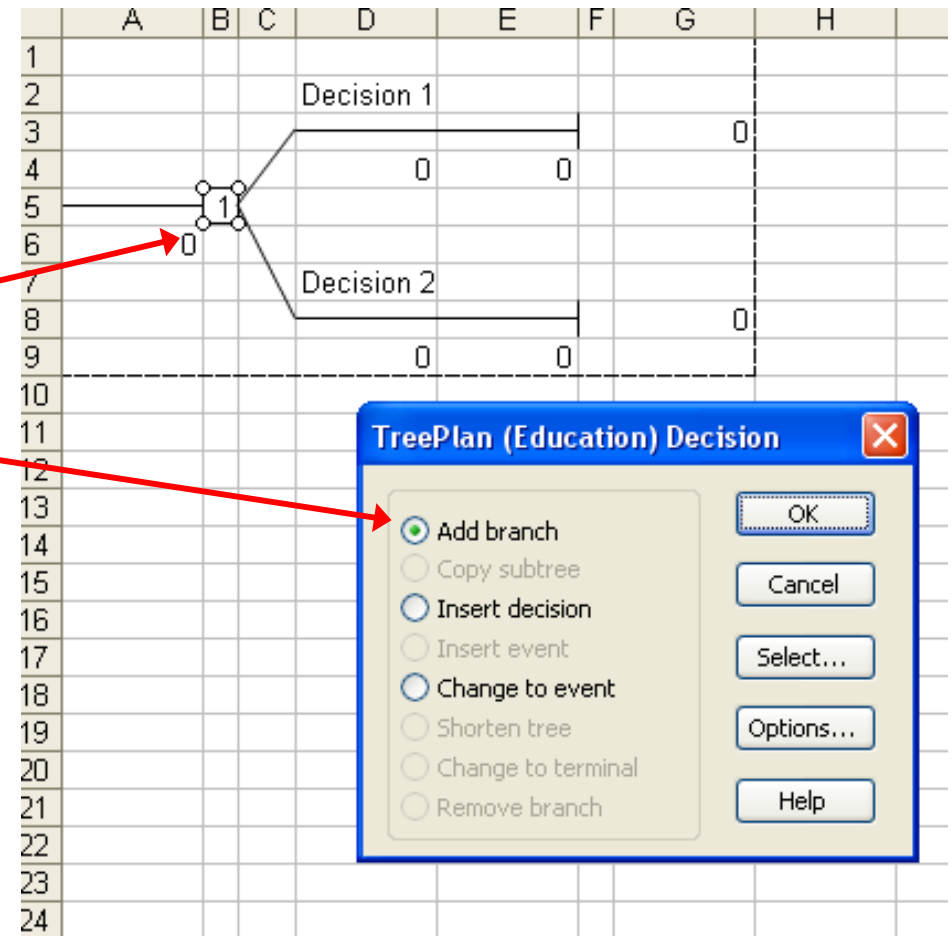 A B C D E F G H
1
2 Decision 1
3 0
4 0 0
5 1
6 0
7 Decision 2
8 0
9 0 0
10
11
12
13
14
15
16
17
18
19
20
21
22
23
24
TreePlan (Education) Decision
Add branch
OK
Copy subtree
Cancel
Insert decision
Insert event
Select...
Change to event
Shorten tree
Options...
Change to terminal
Remove branch
Help